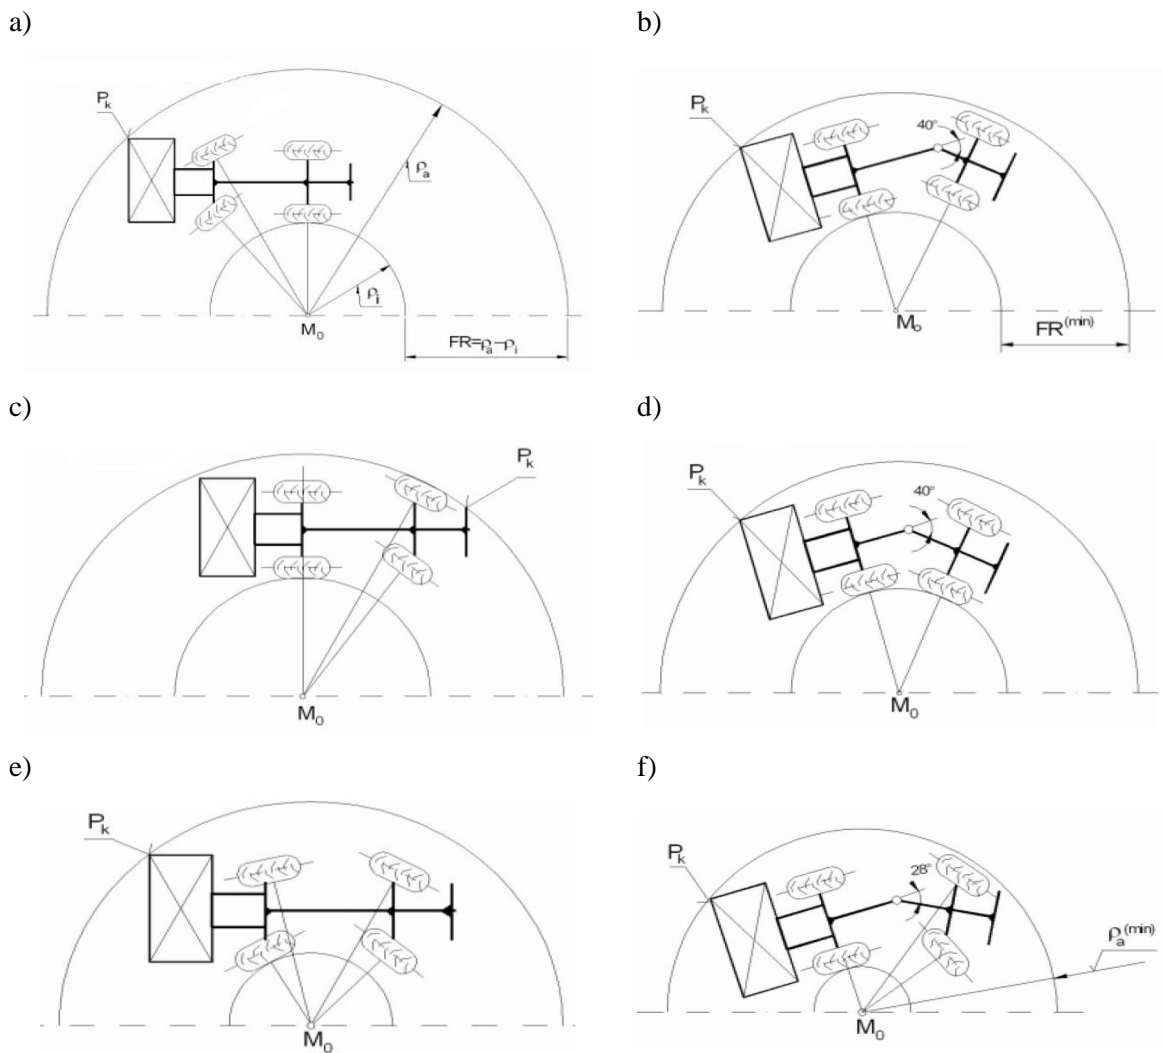 a)
P_k
ρ_a
ρ_i
M_0
FR=ρ_a–ρ_i
b)
P_k
40°
M_o
FR^(min)
c)
P_k
M_0
d)
P_k
40°
M_0
e)
P_k
M_0
f)
P_k
28°
ρ_a^(min)
M_0